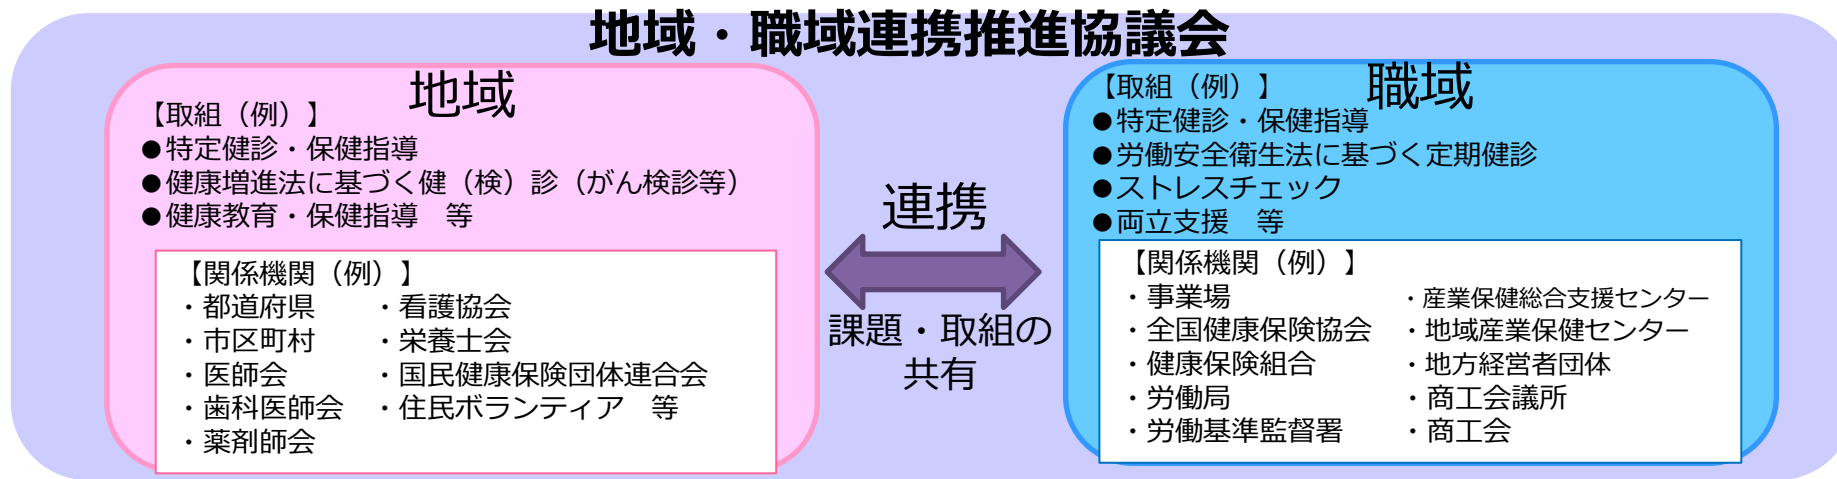 地域・職域連携推進協議会
地域
【取組（例）】
●特定健診・保健指導
●健康増進法に基づく健（検）診（がん検診等）
●健康教育・保健指導　等
【関係機関（例）】
・都道府県　　・看護協会
・市区町村　　・栄養士会
・医師会　　　・国民健康保険団体連合会
・歯科医師会　・住民ボランティア　等
・薬剤師会
連携
課題・取組の
共有
職域
【取組（例）】
●特定健診・保健指導
●労働安全衛生法に基づく定期健診
●ストレスチェック
●両立支援　等
【関係機関（例）】
・事業場　　　　　　・産業保健総合支援センター
・全国健康保険協会　・地域産業保健センター
・健康保険組合　　　・地方経営者団体
・労働局　　　　　　・商工会議所
・労働基準監督署　　・商工会